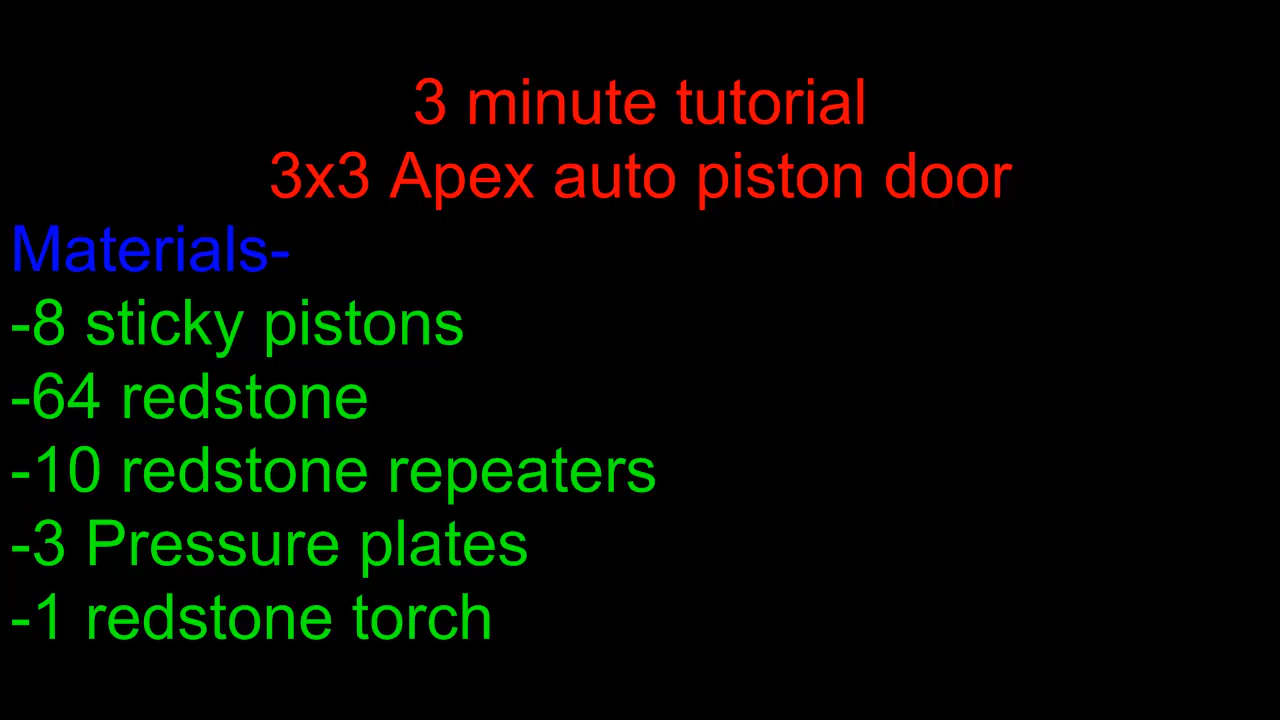 3 minute tutorial
3x3 Apex auto piston door
Materials-
-8 sticky pistons
-64 redstone
-10 redstone repeaters
-3 Pressure plates
-1 redstone torch